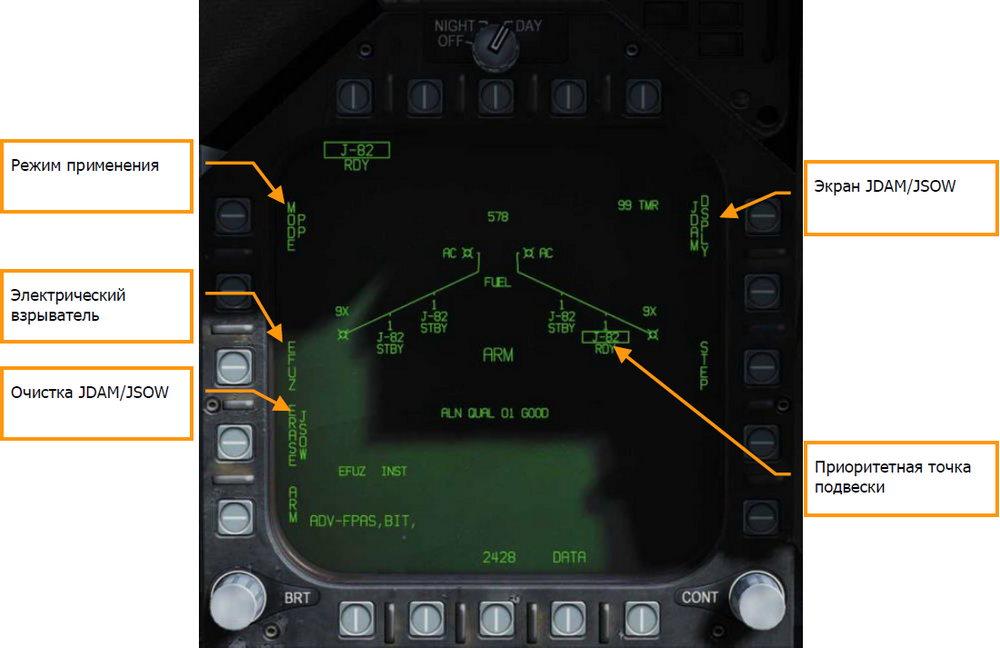 NIGHT DAY
OFF
Режим применения
J-82
RDY
MODE
PP
578
99 TMR
JDAM
DSPLY
Экран JDAM/JSOW
AC AC
FUEL
Электрический
взрыватель
9X 9X
1 1
J-82 J-82
STBY STBY
1 1
J-82 J-82
STBY RDY
EFUZ
ARM
STEP
Очистка JDAM/JSOW
ERASE
JSOW
ALN QUAL 01 GOOD
Приоритетная точка
подвески
EFUZ INST
ARM
ADV-FPAS,BIT,
2428 DATA
BRT CONT